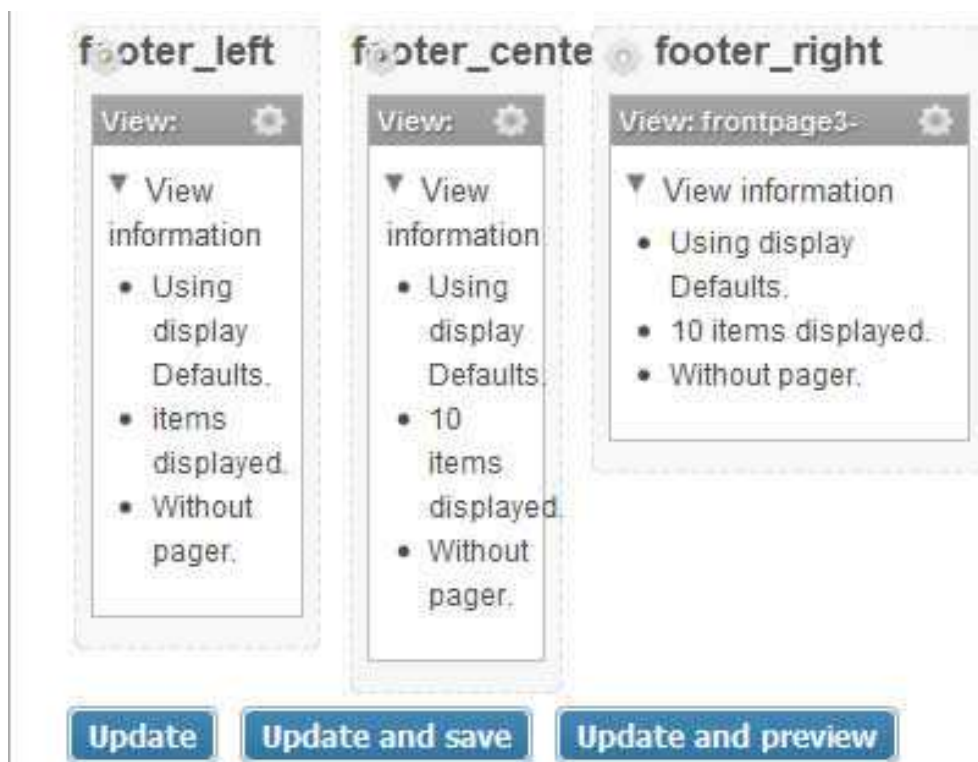 footer_left
View:
View
information
Using
display
Defaults.
items
displayed.
Without
pager.
footer_cente
View:
View
information
Using
display
Defaults.
10
items
displayed.
Without
pager.
footer_right
View: frontpage3-
View information
Using display
Defaults.
10 items displayed.
Without pager.
Update Update and save Update and preview